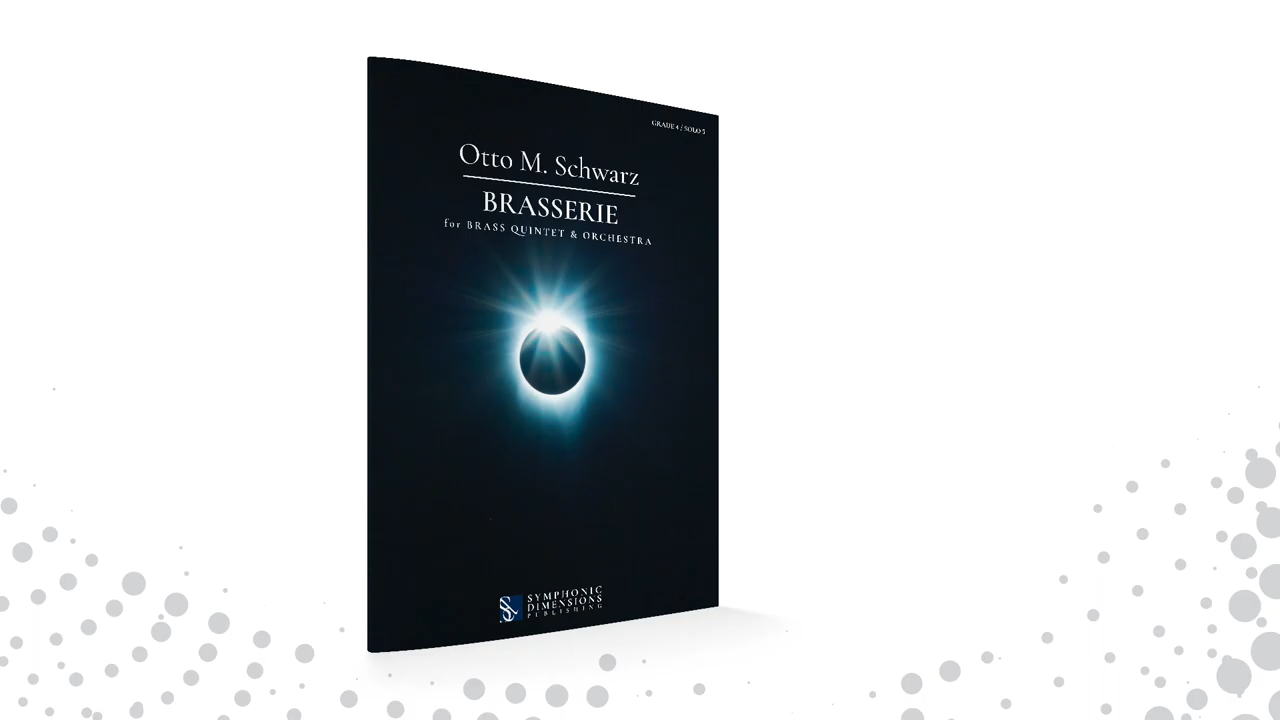 GRADE 4 / SOLO 5
Otto M. Schwarz
BRASSERIE
for BRASS QUINTET & ORCHESTRA
SYMPHONIC
DIMENSIONS
PUBLISHING